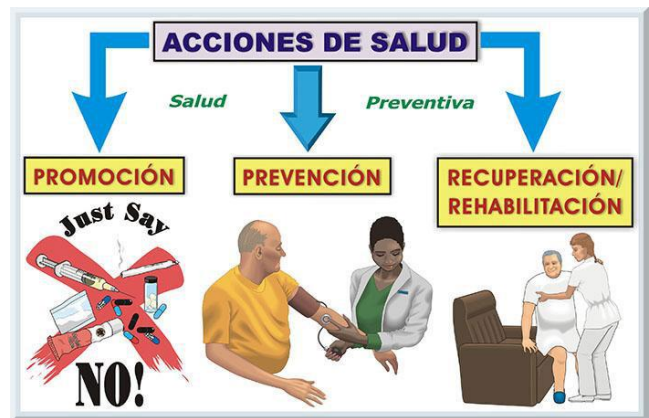 ACCIONES DE SALUD
Salud
Preventiva
PROMOCIÓN
PREVENCIÓN
RECUPERACIÓN/
REHABILITACIÓN
Just Say
NO!